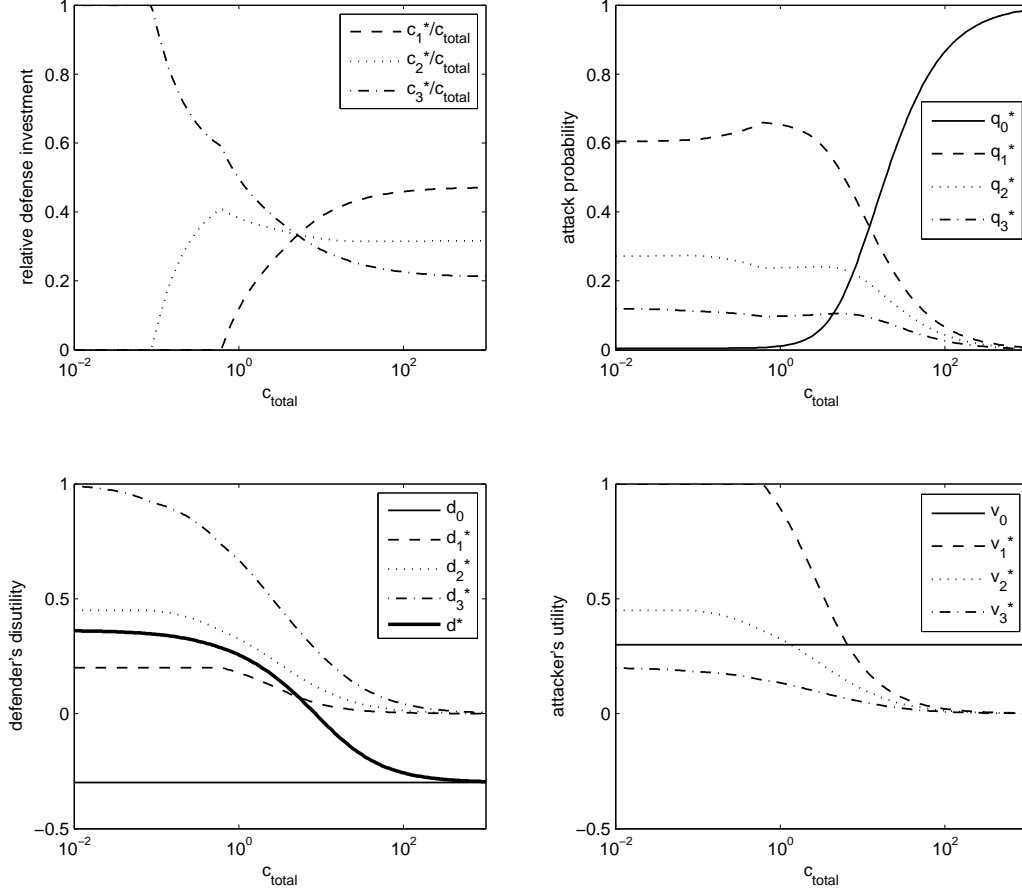 relative defense investment
1
0.8
0.6
0.4
0.2
0
10^−2
10^0
10^2
c_total
c_1*/c_total
c_2*/c_total
c_3*/c_total
attack probability
1
0.8
0.6
0.4
0.2
0
10^−2
10^0
10^2
c_total
q_0*
q_1*
q_2*
q_3*
defender's disutility
1
0.5
0
−0.5
10^−2
10^0
10^2
c_total
d_0
d_1*
d_2*
d_3*
d*
attacker's utility
1
0.5
0
−0.5
10^−2
10^0
10^2
c_total
v_0
v_1*
v_2*
v_3*